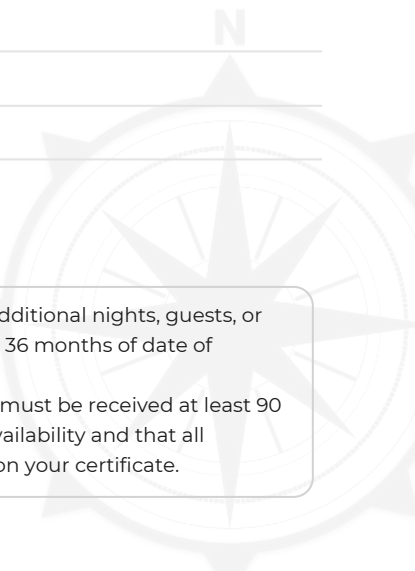 N
dditional nights, guests, or
36 months of date of
must be received at least 90
vailability and that all
on your certificate.